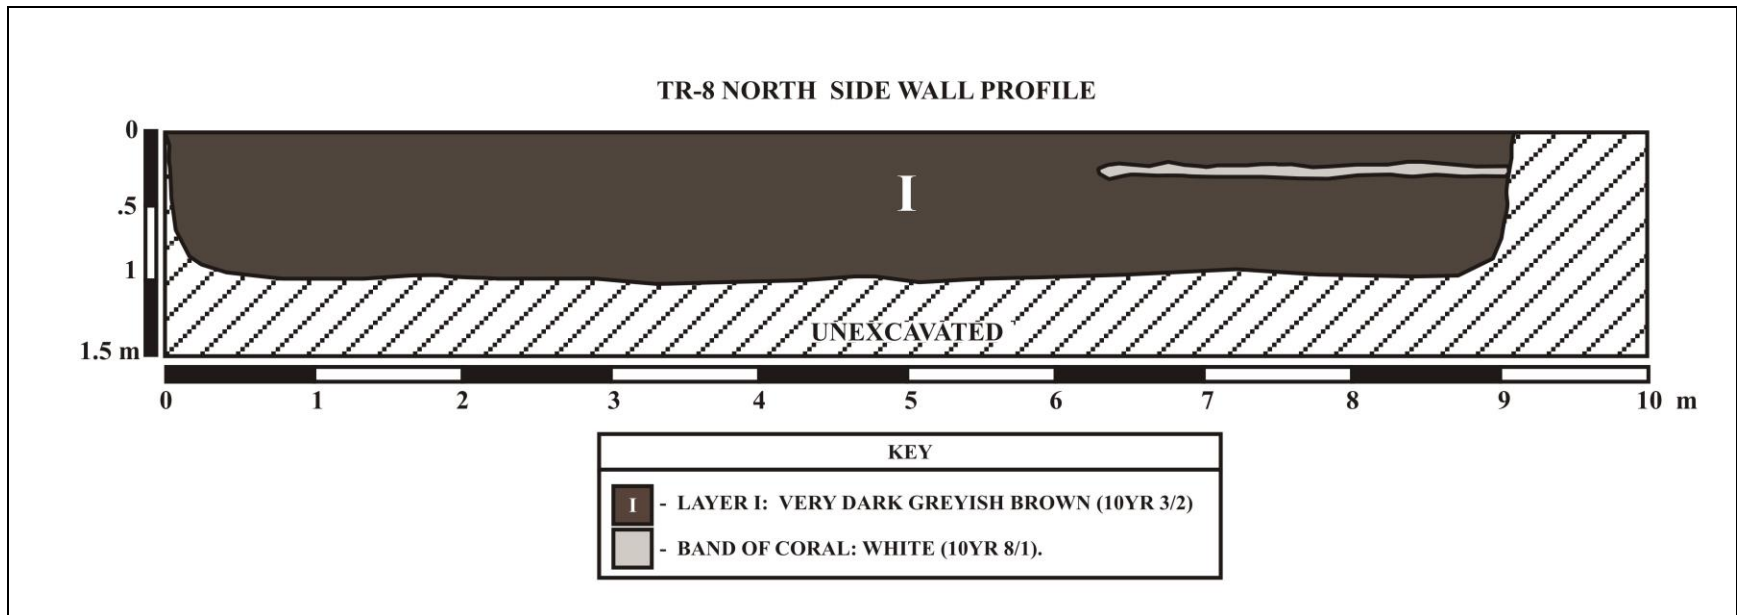 TR-8 NORTH SIDE WALL PROFILE
0
I
.5
1
UNEXCAVATED
1.5 m
0 1 2 3 4 5 6 7 8 9 10 m
KEY
I - LAYER I: VERY DARK GREYISH BROWN (10YR 3/2)
- BAND OF CORAL: WHITE (10YR 8/1).